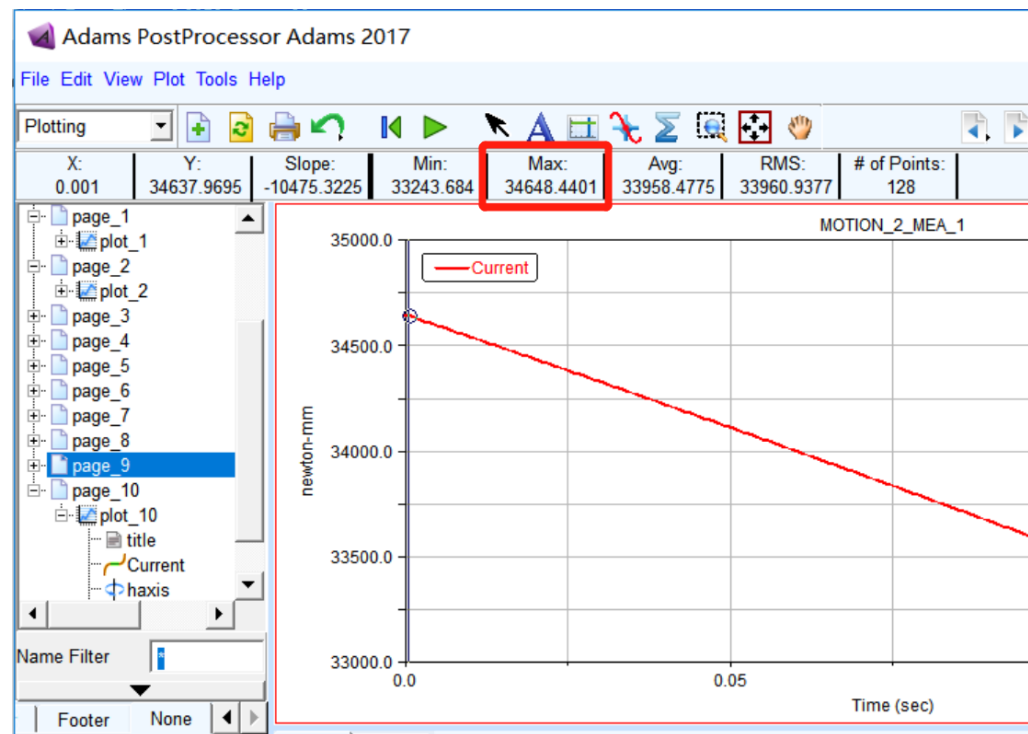 Adams PostProcessor Adams 2017
File Edit View Plot Tools Help
Plotting
X: Y: Slope: Min: Max: Avg: RMS: # of Points:
0.001 34637.9695 -10475.3225 33243.684 34648.4401 33958.4775 33960.9377 128
page_1
plot_1
page_2
plot_2
page_3
page_4
page_5
page_6
page_7
page_8
page_9
page_10
plot_10
title
Current
haxis
Name Filter *
Footer None
MOTION_2_MEA_1
Current
35000.0
34500.0
34000.0
33500.0
33000.0
newton-mm
0.0 0.05
Time (sec)